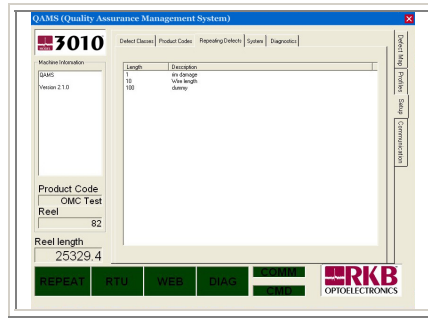 QAMS (Quality Assurance Management System)
3010
Defect Classes Product Codes Repeating Defects System Diagnostics
Machine Information
QAMS
Version 2.1.0
Length Description
1 rim damage
10 Wire length
100 dummy
Defect Map
Profiles
Setup
Communication
Product Code
OMC Test
Reel
82
Reel length
25329.4
REPEAT RTU WEB DIAG COMM
CMD
RKB
OPTOELECTRONICS